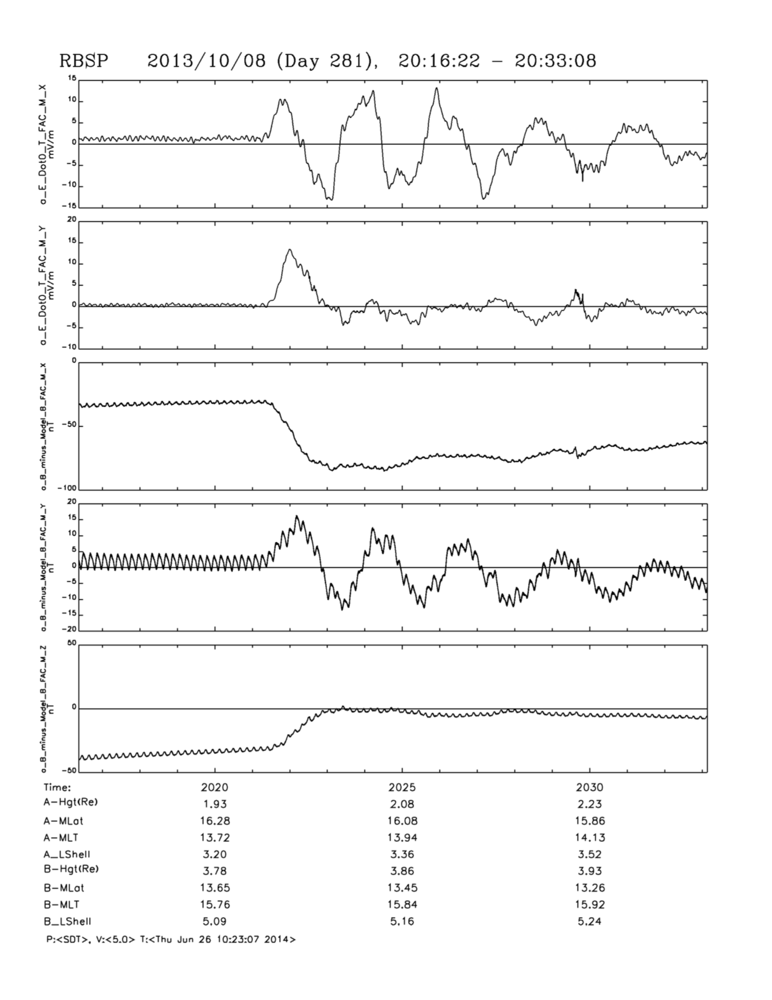 RBSP 2013/10/08 (Day 281), 20:16:22 – 20:33:08
a_E_Dot0_T_FAC_M_X
mV/m
15
10
5
0
−5
−10
−15
a_E_Dot0_T_FAC_M_Y
mV/m
20
15
10
5
0
−5
−10
a_B_minus_Model_B_FAC_M_X
nT
0
−50
−100
a_B_minus_Model_B_FAC_M_Y
nT
20
15
10
5
0
−5
−10
−15
−20
a_B_minus_Model_B_FAC_M_Z
nT
50
0
−50
Time: 2020 2025 2030
A−Hgt(Re) 1.93 2.08 2.23
A−MLat 16.28 16.08 15.86
A−MLT 13.72 13.94 14.13
A_LShell 3.20 3.36 3.52
B−Hgt(Re) 3.78 3.86 3.93
B−MLat 13.65 13.45 13.26
B−MLT 15.76 15.84 15.92
B_LShell 5.09 5.16 5.24
P:<SDT>, V:<5.0> T:<Thu Jun 26 10:23:07 2014>